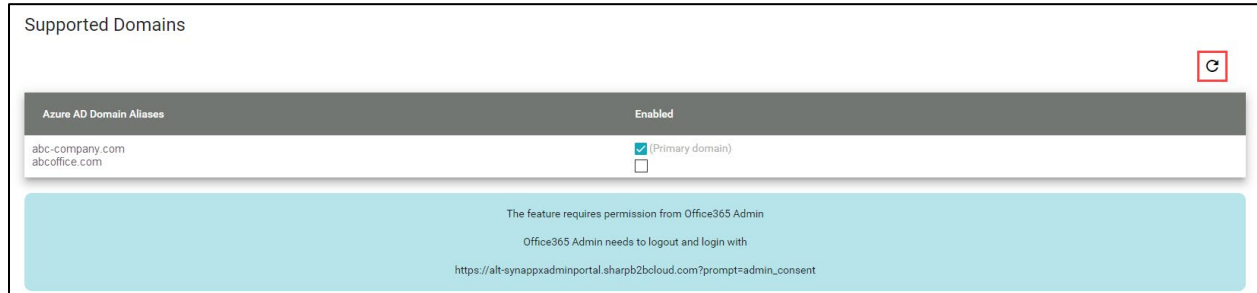 Supported Domains
Azure AD Domain Aliases Enabled
abc-company.com (Primary domain)
abcoffice.com
The feature requires permission from Office365 Admin
Office365 Admin needs to logout and login with
https://alt-synappxadminportal.sharpb2bcloud.com?prompt=admin_consent